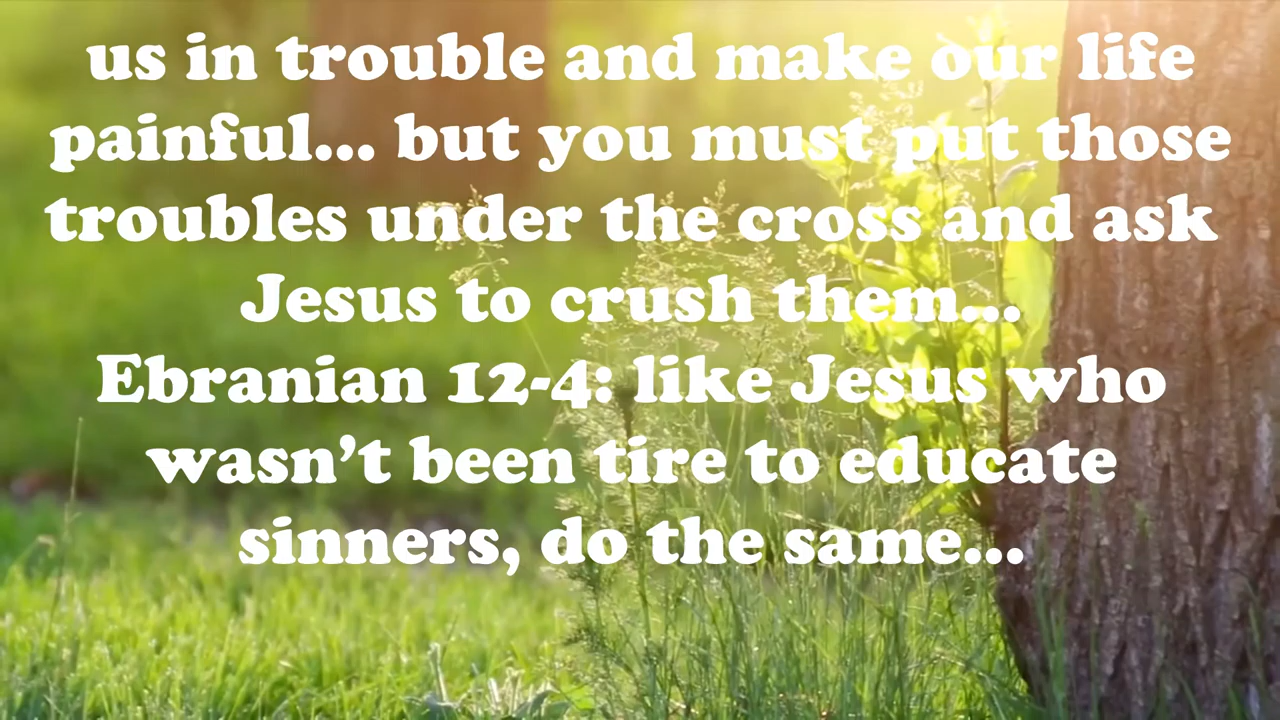 us in trouble and make our life
painful... but you must put those
troubles under the cross and ask
Jesus to crush them...
Ebranian 12-4: like Jesus who
wasn’t been tire to educate
sinners, do the same...